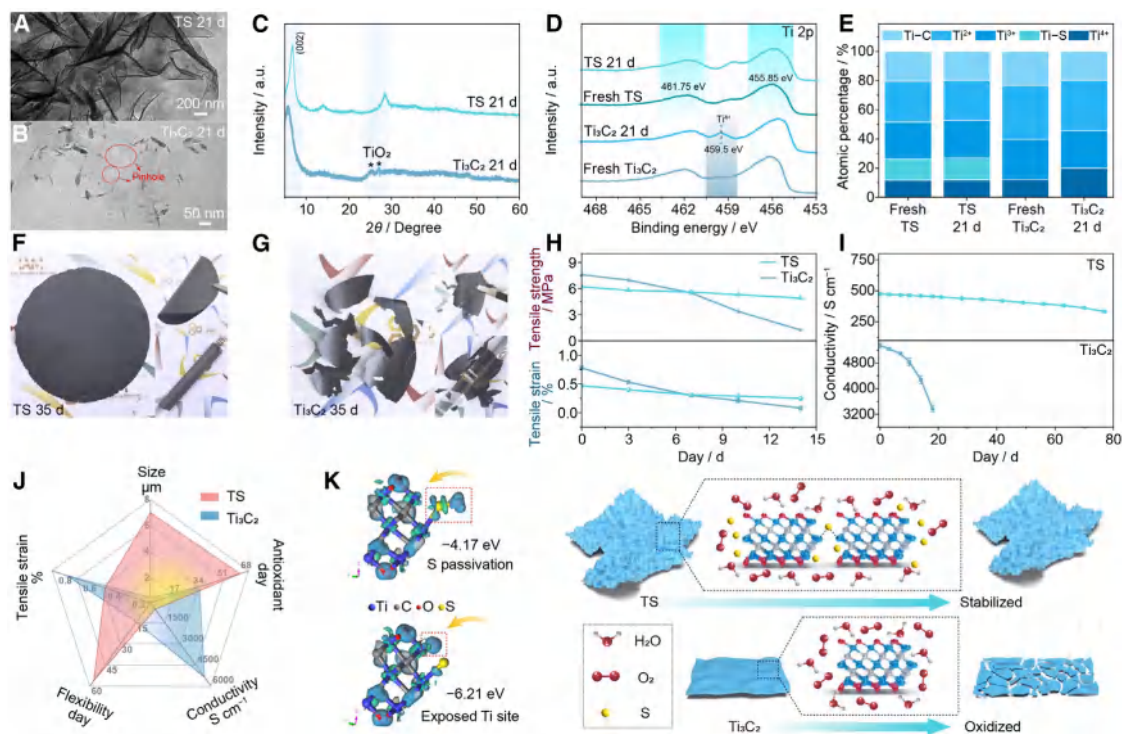 A
TS 21 d
200 nm
B
Ti₃C₂ 21 d
Pinhole
50 nm
C
Intensity / a.u.
(002)
TS 21 d
TiO₂
★ ★
Ti₃C₂ 21 d
0 10 20 30 40 50 60
2θ / Degree
D
Intensity / a.u.
Ti 2p
TS 21 d
461.75 eV
455.85 eV
Fresh TS
Ti₃C₂ 21 d
Ti⁴⁺
459.5 eV
Fresh Ti₃C₂
468 465 462 459 456 453
Binding energy / eV
E
Ti−C
Ti²⁺
Ti³⁺
Ti−S
Ti⁴⁺
Atomic percentage / %
100
80
60
40
20
0
Fresh
TS
TS
21 d
Fresh
Ti₃C₂
Ti₃C₂
21 d
F
TS 35 d
G
Ti₃C₂ 35 d
H
Tensile strength
/ MPa
9
6
3
0
TS
Ti₃C₂
Tensile strain
/ %
1.0
0.5
0.0
0 3 6 9 12 15
Day / d
I
Conductivity / S cm⁻¹
750
500
250
TS
4800
4000
3200
Ti₃C₂
0 20 40 60 80
Day / d
J
Size
μm
8
TS
Ti₃C₂
4
2
Tensile strain
%
0.8
0.2
Antioxidant
day
17
34
51
68
1500
3000
4500
6000
Conductivity
S cm⁻¹
15
30
45
60
Flexibility
day
K
−4.17 eV
S passivation
Ti C O S
−6.21 eV
Exposed Ti site
TS
Stabilized
H₂O
O₂
S
Ti₃C₂
Oxidized